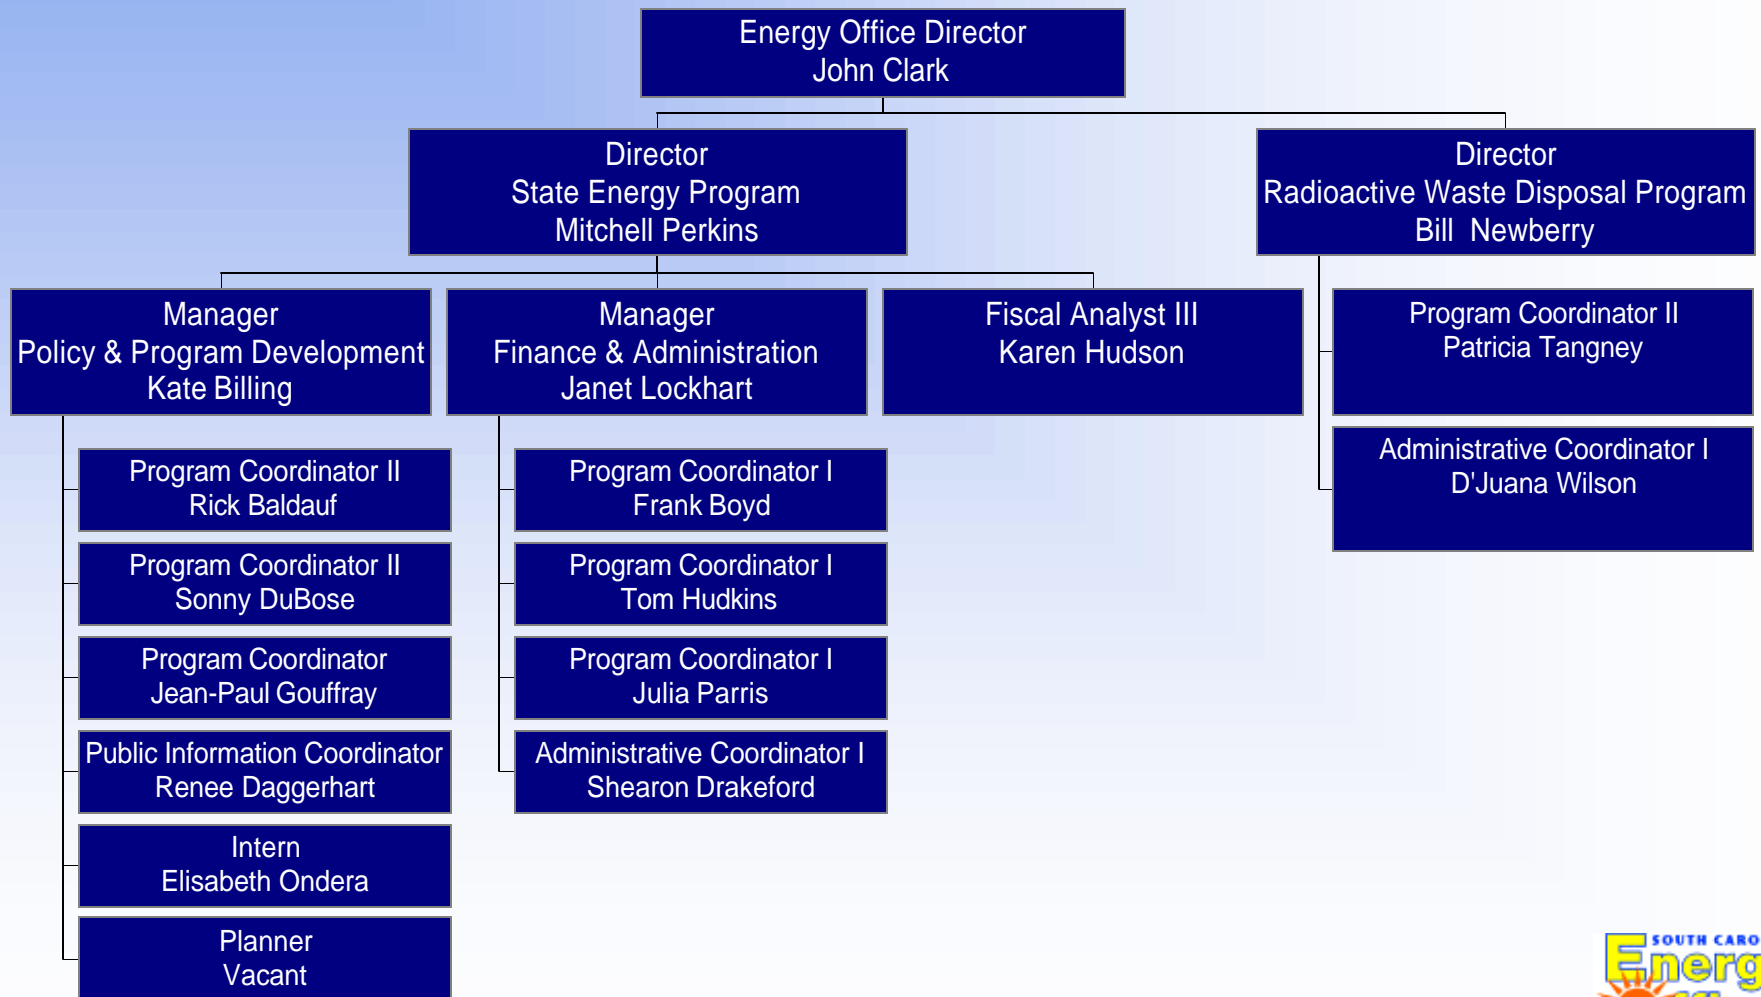 Energy Office Director
John Clark
Director
State Energy Program
Mitchell Perkins
Director
Radioactive Waste Disposal Program
Bill Newberry
Manager
Policy & Program Development
Kate Billing
Manager
Finance & Administration
Janet Lockhart
Fiscal Analyst III
Karen Hudson
Program Coordinator II
Patricia Tangney
Administrative Coordinator I
D'Juana Wilson
Program Coordinator II
Rick Baldauf
Program Coordinator II
Sonny DuBose
Program Coordinator
Jean-Paul Gouffray
Public Information Coordinator
Renee Daggerhart
Intern
Elisabeth Ondera
Planner
Vacant
Program Coordinator I
Frank Boyd
Program Coordinator I
Tom Hudkins
Program Coordinator I
Julia Parris
Administrative Coordinator I
Shearon Drakeford
SOUTH CARO
Energ